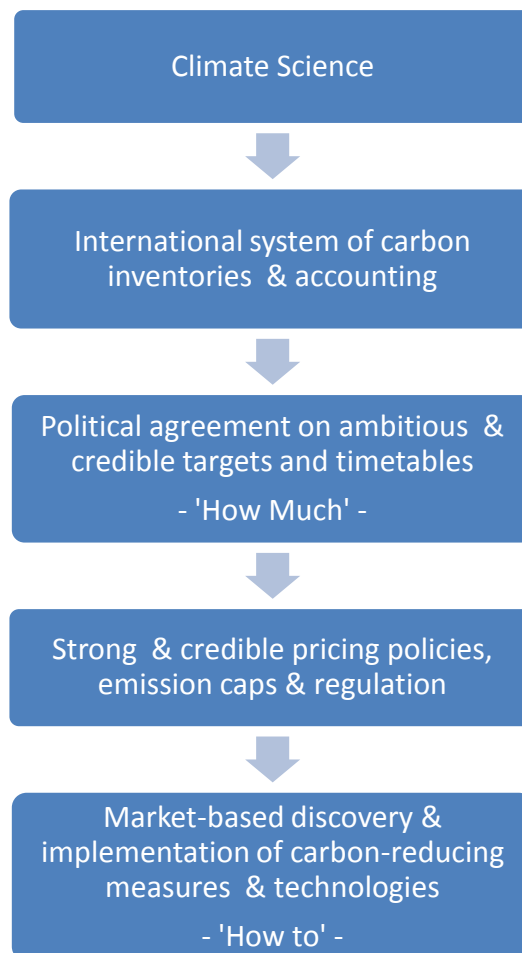 Climate Science
International system of carbon
inventories & accounting
Political agreement on ambitious &
credible targets and timetables
- 'How Much' -
Strong & credible pricing policies,
emission caps & regulation
Market-based discovery &
implementation of carbon-reducing
measures & technologies
- 'How to' -